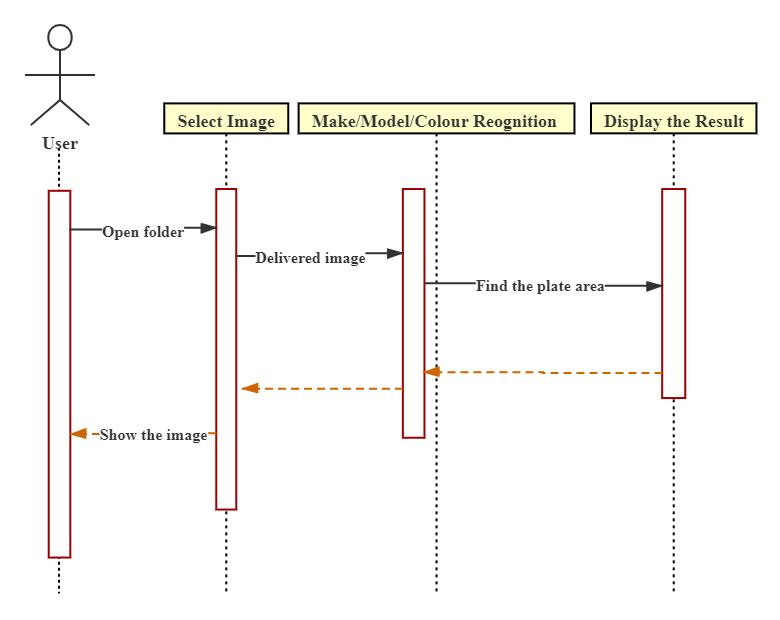 User
Select Image
Make/Model/Colour Reognition
Display the Result
Open folder
Delivered image
Find the plate area
Show the image